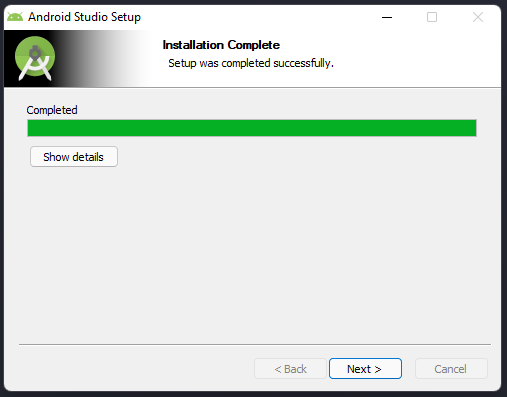 Android Studio Setup
Installation Complete
Setup was completed successfully.
Completed
Show details
< Back
Next >
Cancel